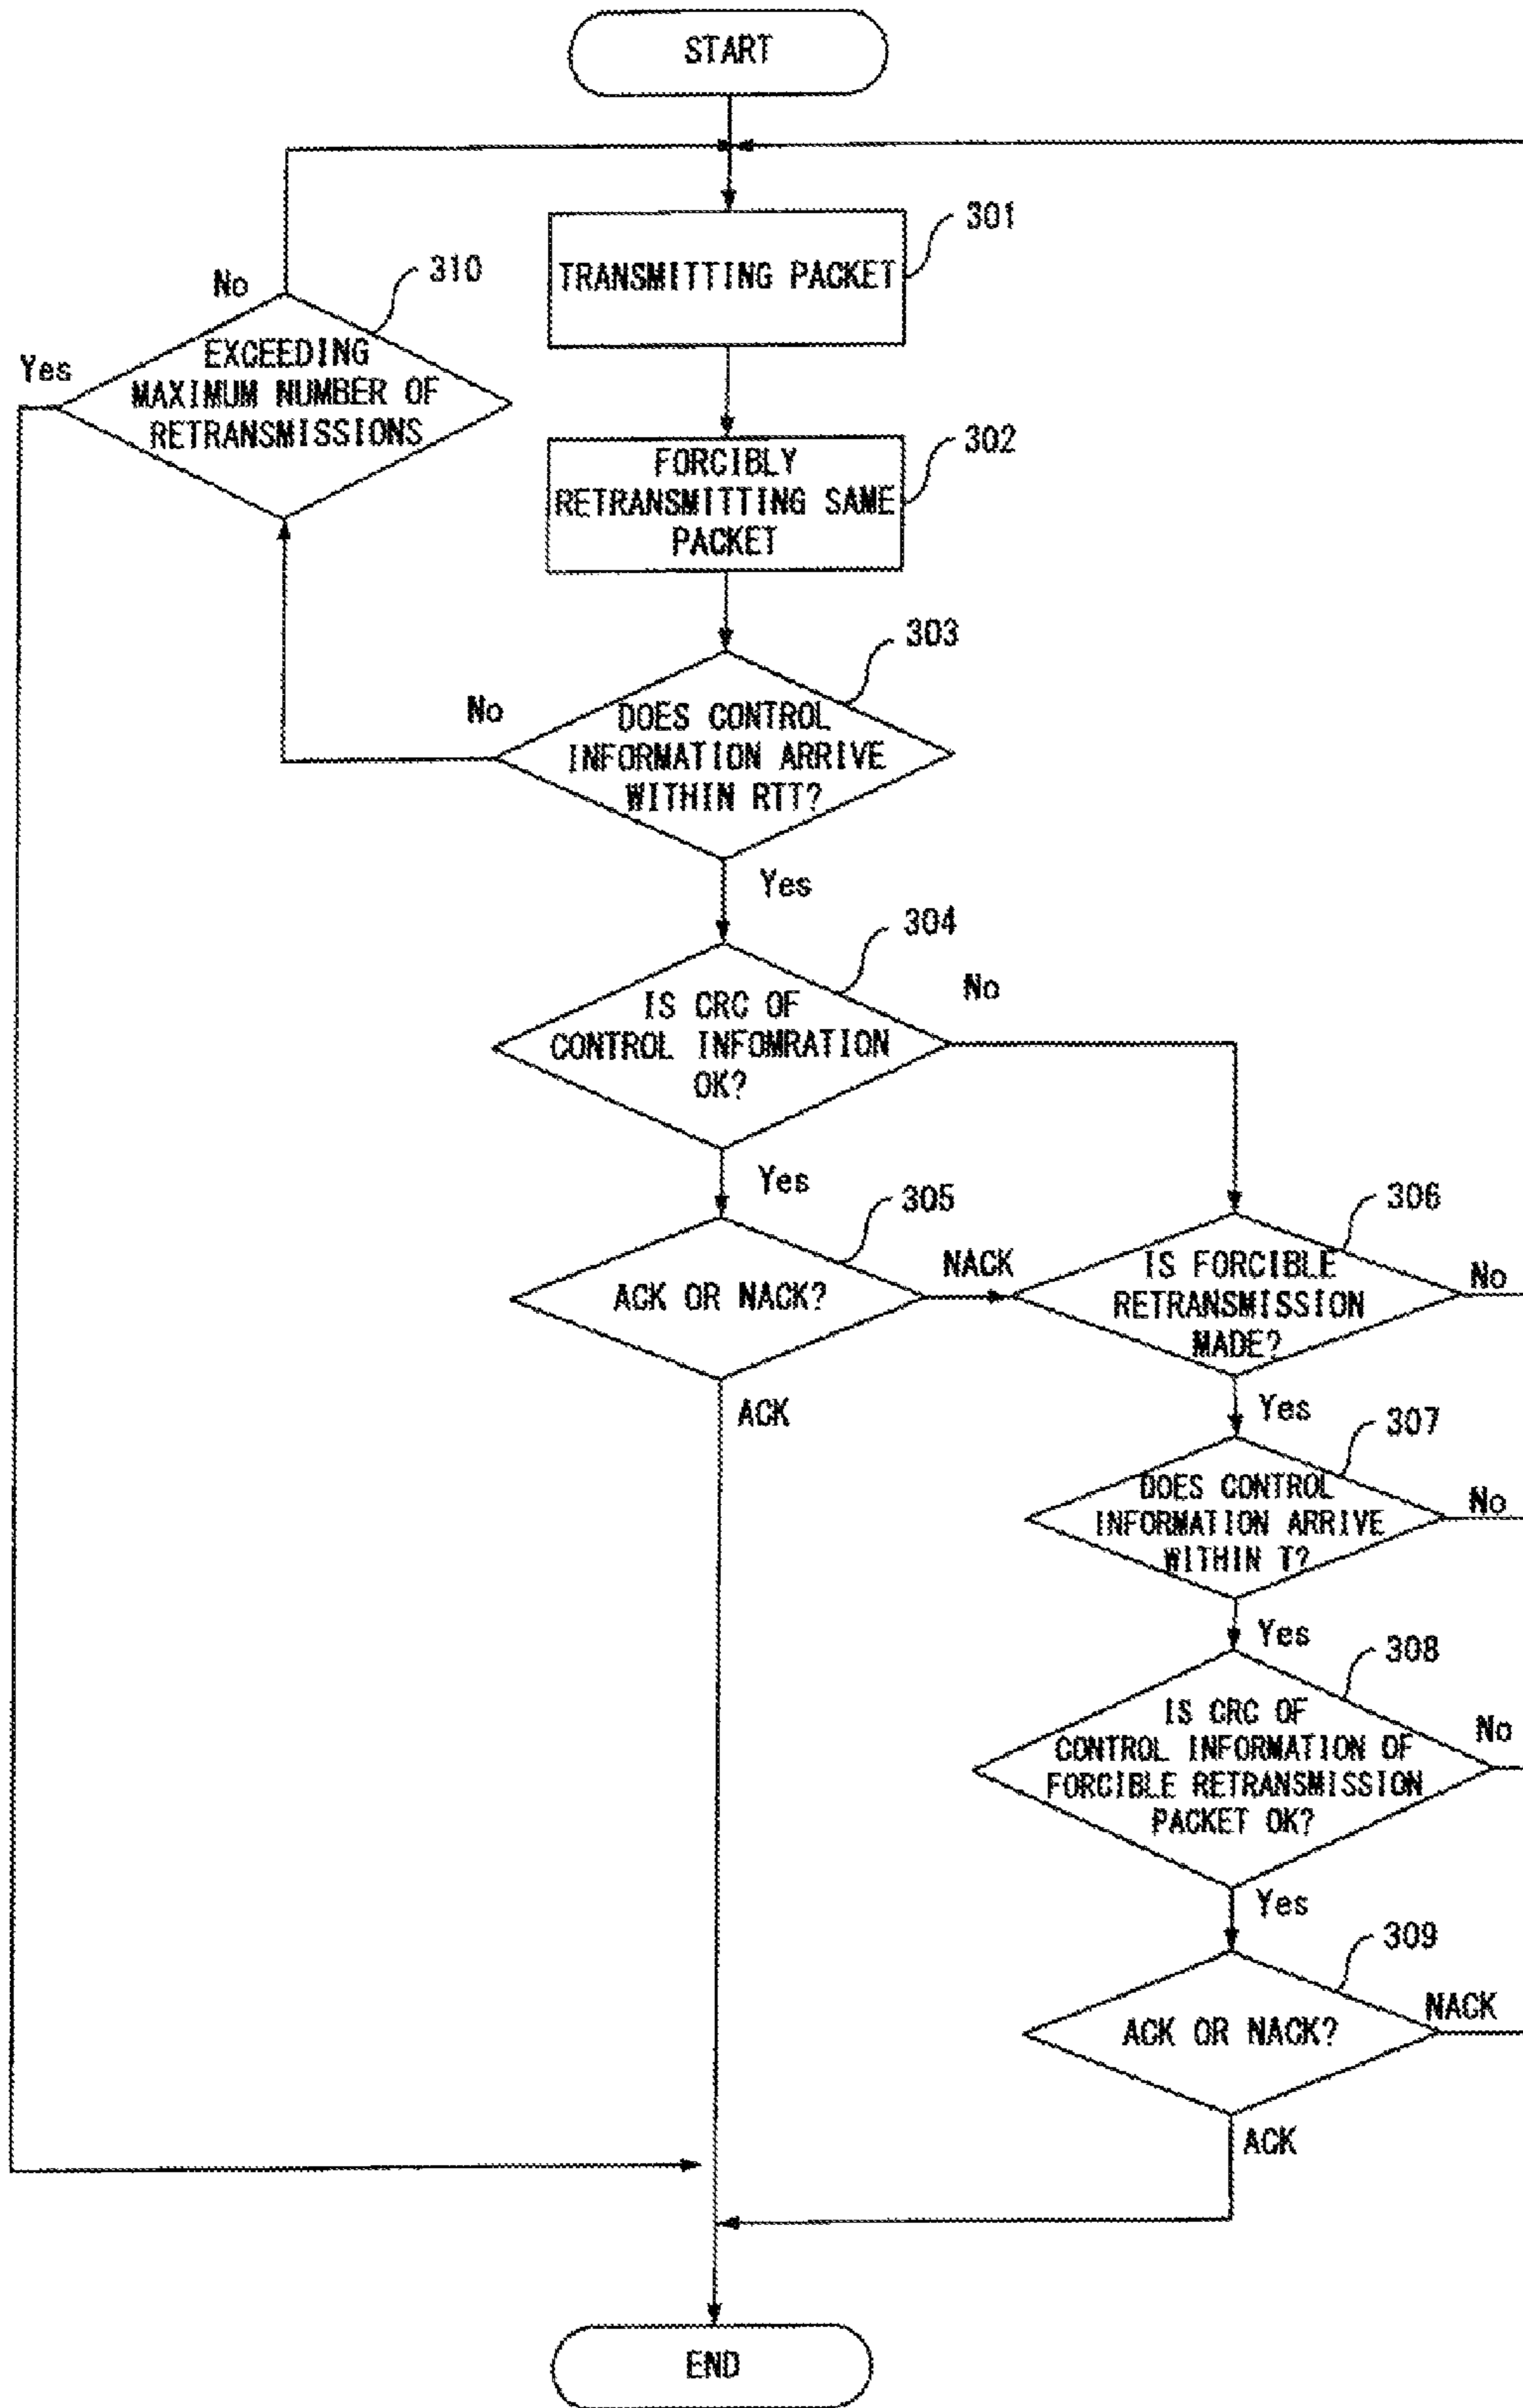 START
301
TRANSMITTING PACKET
No
310
EXCEEDING
MAXIMUM NUMBER OF
RETRANSMISSIONS
Yes
302
FORCIBLY
RETRANSMITTING SAME
PACKET
303
No
DOES CONTROL
INFORMATION ARRIVE
WITHIN RTT?
Yes
304
No
IS CRC OF
CONTROL INFOMRATION
OK?
Yes
305
ACK OR NACK?
NACK
ACK
306
IS FORCIBLE
RETRANSMISSION
MADE?
No
Yes
307
DOES CONTROL
INFORMATION ARRIVE
WITHIN T?
No
Yes
308
IS CRC OF
CONTROL INFORMATION OF
FORCIBLE RETRANSMISSION
PACKET OK?
No
Yes
309
ACK OR NACK?
NACK
ACK
END